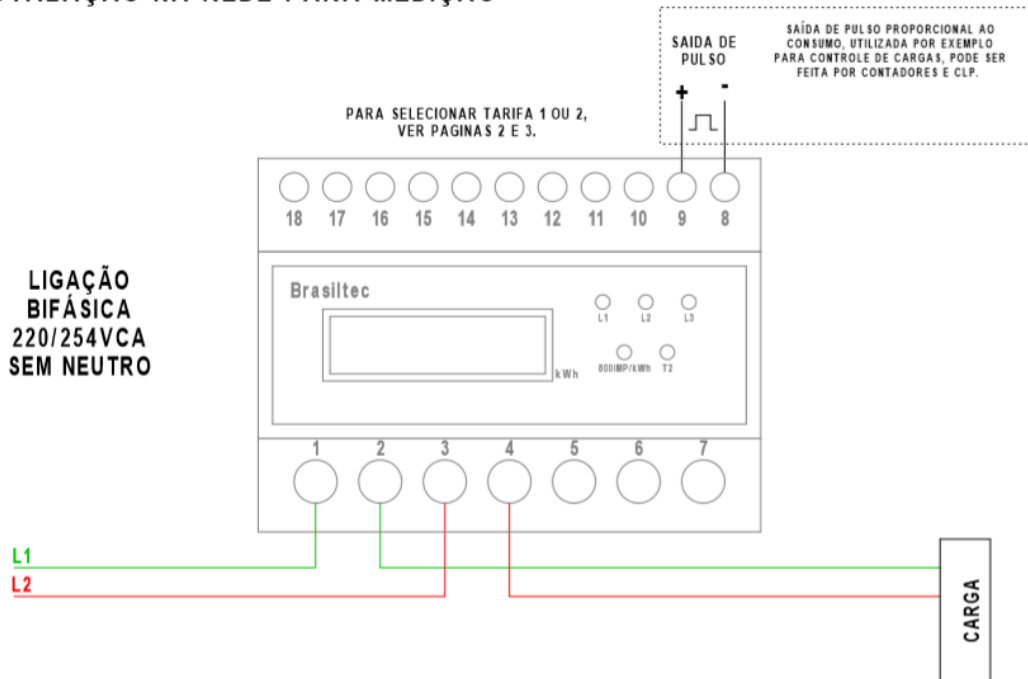 SAIDA DE
PULSO
SAÍDA DE PULSO PROPORCIONAL AO
CONSUMO, UTILIZADA POR EXEMPLO
PARA CONTROLE DE CARGAS, PODE SER
FEITA POR CONTADORES E CLP.
+ -
PARA SELECIONAR TARIFA 1 OU 2,
VER PAGINAS 2 E 3.
18 17 16 15 14 13 12 11 10 9 8
LIGAÇÃO
BIFÁSICA
220/254VCA
SEM NEUTRO
Brasiltec
L1 L2 L3
kWh
800IMP/kWh T2
1 2 3 4 5 6 7
L1
L2
CARGA